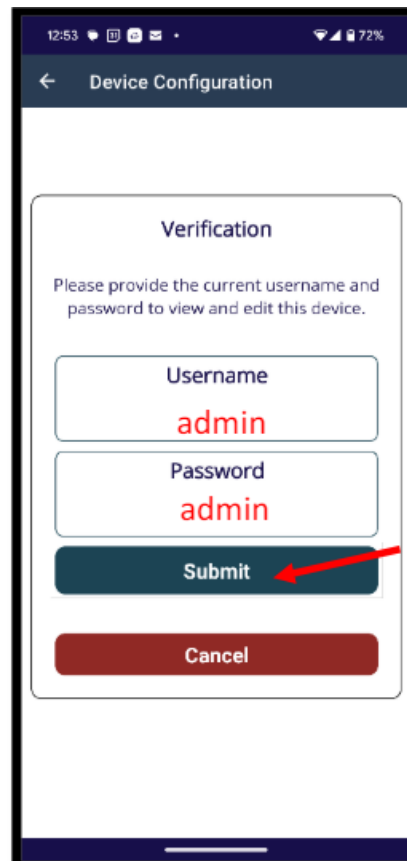 12:53 31 72%
Device Configuration
Verification
Please provide the current username and
password to view and edit this device.
Username
admin
Password
admin
Submit
Cancel